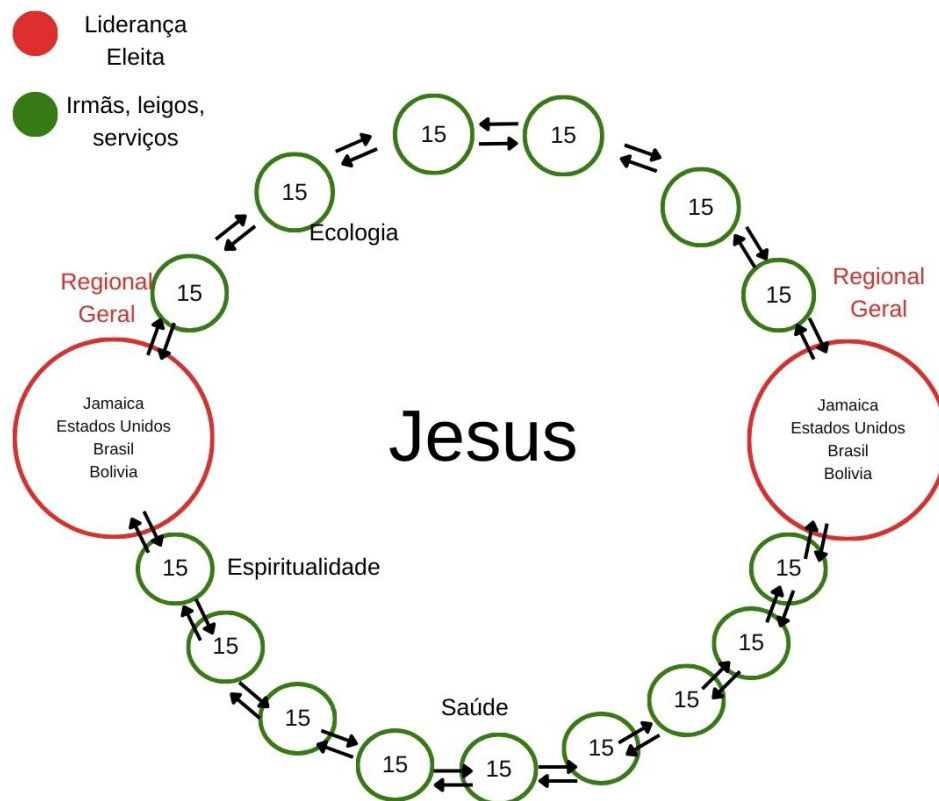 Liderança
Eleita
Irmãs, leigos,
serviços
15
15
15
Ecologia
15
15
15
15
Regional
Geral
Regional
Geral
Jamaica
Estados Unidos
Brasil
Bolivia
Jesus
Jamaica
Estados Unidos
Brasil
Bolivia
15
Espiritualidade
15
15
15
15
15
Saúde
15
15
15
15